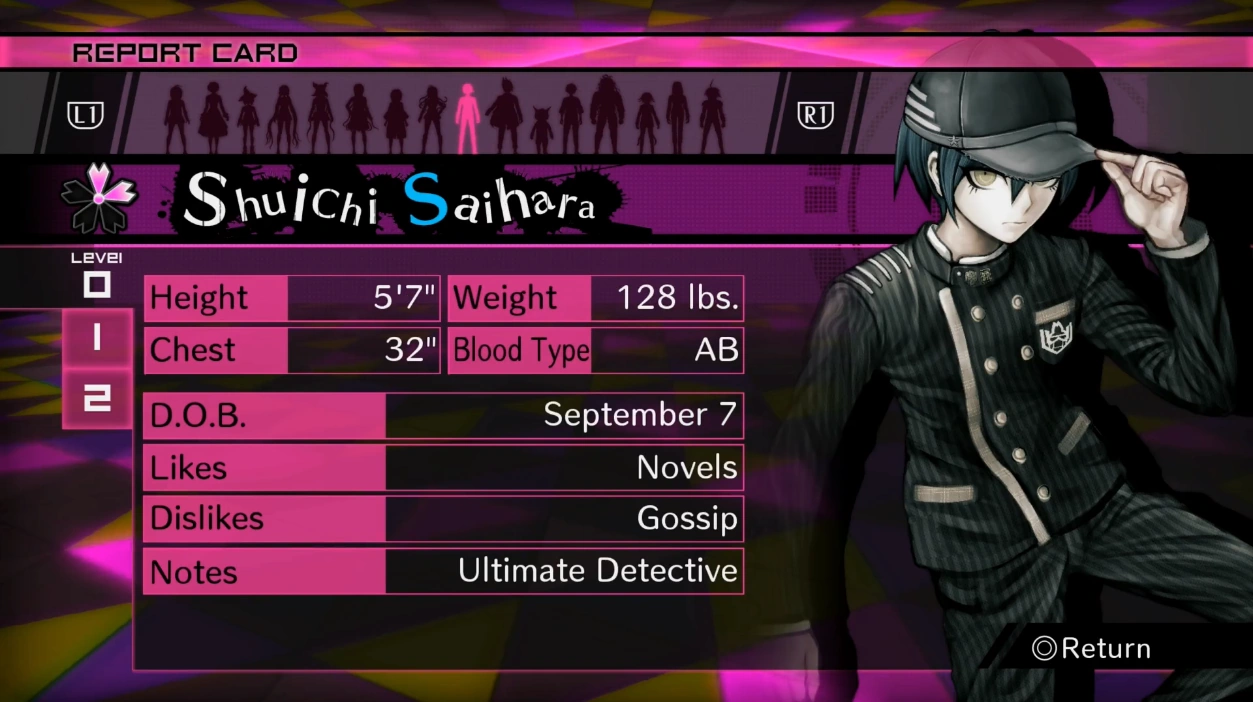 REPORT CARD
L1
R1
Shuichi Saihara
Level
0
1
2
Height 5'7" Weight 128 lbs.
Chest 32" Blood Type AB
D.O.B. September 7
Likes Novels
Dislikes Gossip
Notes Ultimate Detective
Return